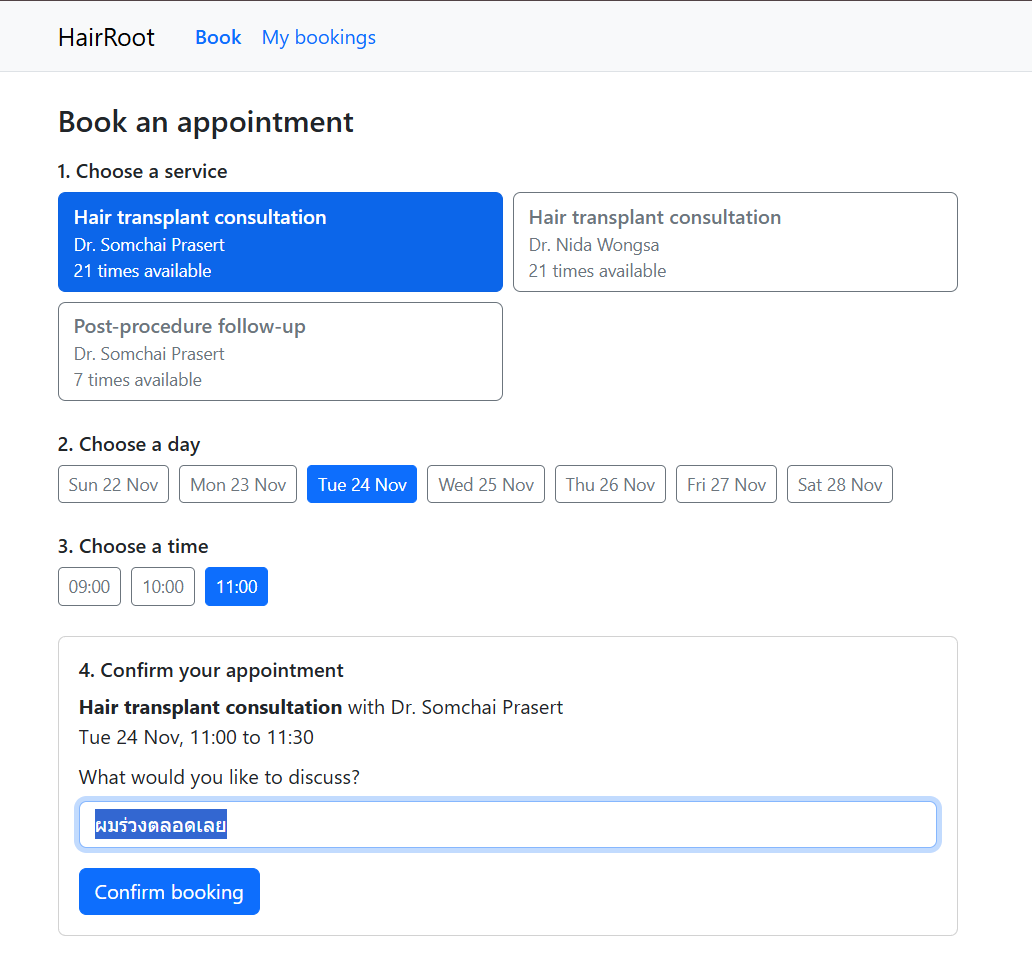 HairRoot Book My bookings
Book an appointment
1. Choose a service
Hair transplant consultation
Dr. Somchai Prasert
21 times available
Hair transplant consultation
Dr. Nida Wongsa
21 times available
Post-procedure follow-up
Dr. Somchai Prasert
7 times available
2. Choose a day
Sun 22 Nov Mon 23 Nov Tue 24 Nov Wed 25 Nov Thu 26 Nov Fri 27 Nov Sat 28 Nov
3. Choose a time
09:00 10:00 11:00
4. Confirm your appointment
Hair transplant consultation with Dr. Somchai Prasert
Tue 24 Nov, 11:00 to 11:30
What would you like to discuss?
ผมร่วงตลอดเลย
Confirm booking